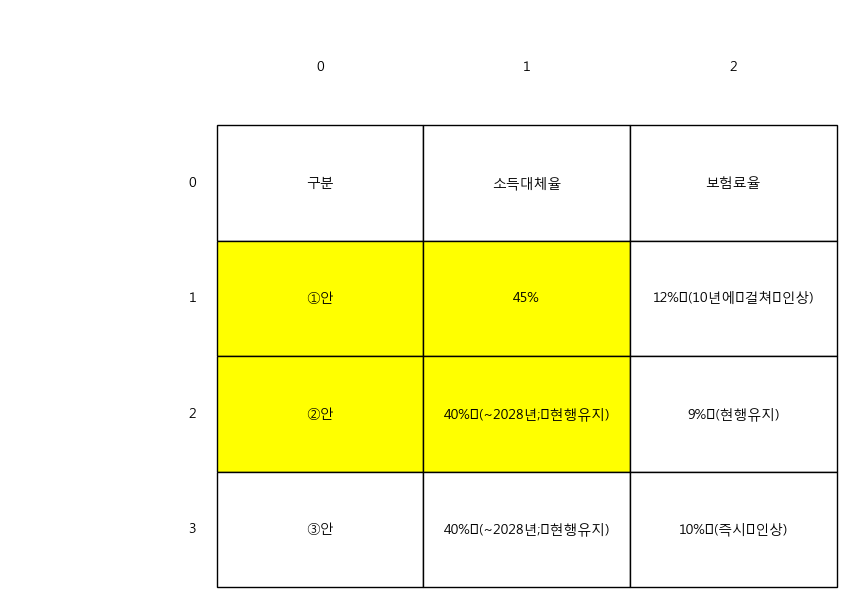 0 1 2
0 구분 소득대체율 보험료율
1 ①안 45% 12% (10년에 걸쳐 인상)
2 ②안 40% (~2028년; 현행유지) 9% (현행유지)
3 ③안 40% (~2028년; 현행유지) 10% (즉시 인상)